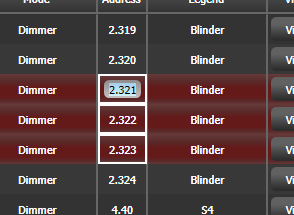 Mode Address Legend
Dimmer 2.319 Blinder Vi
Dimmer 2.320 Blinder Vi
Dimmer 2.321 Blinder Vi
Dimmer 2.322 Blinder Vi
Dimmer 2.323 Blinder Vi
Dimmer 2.324 Blinder Vi
Dimmer 4.40 S4 Vi